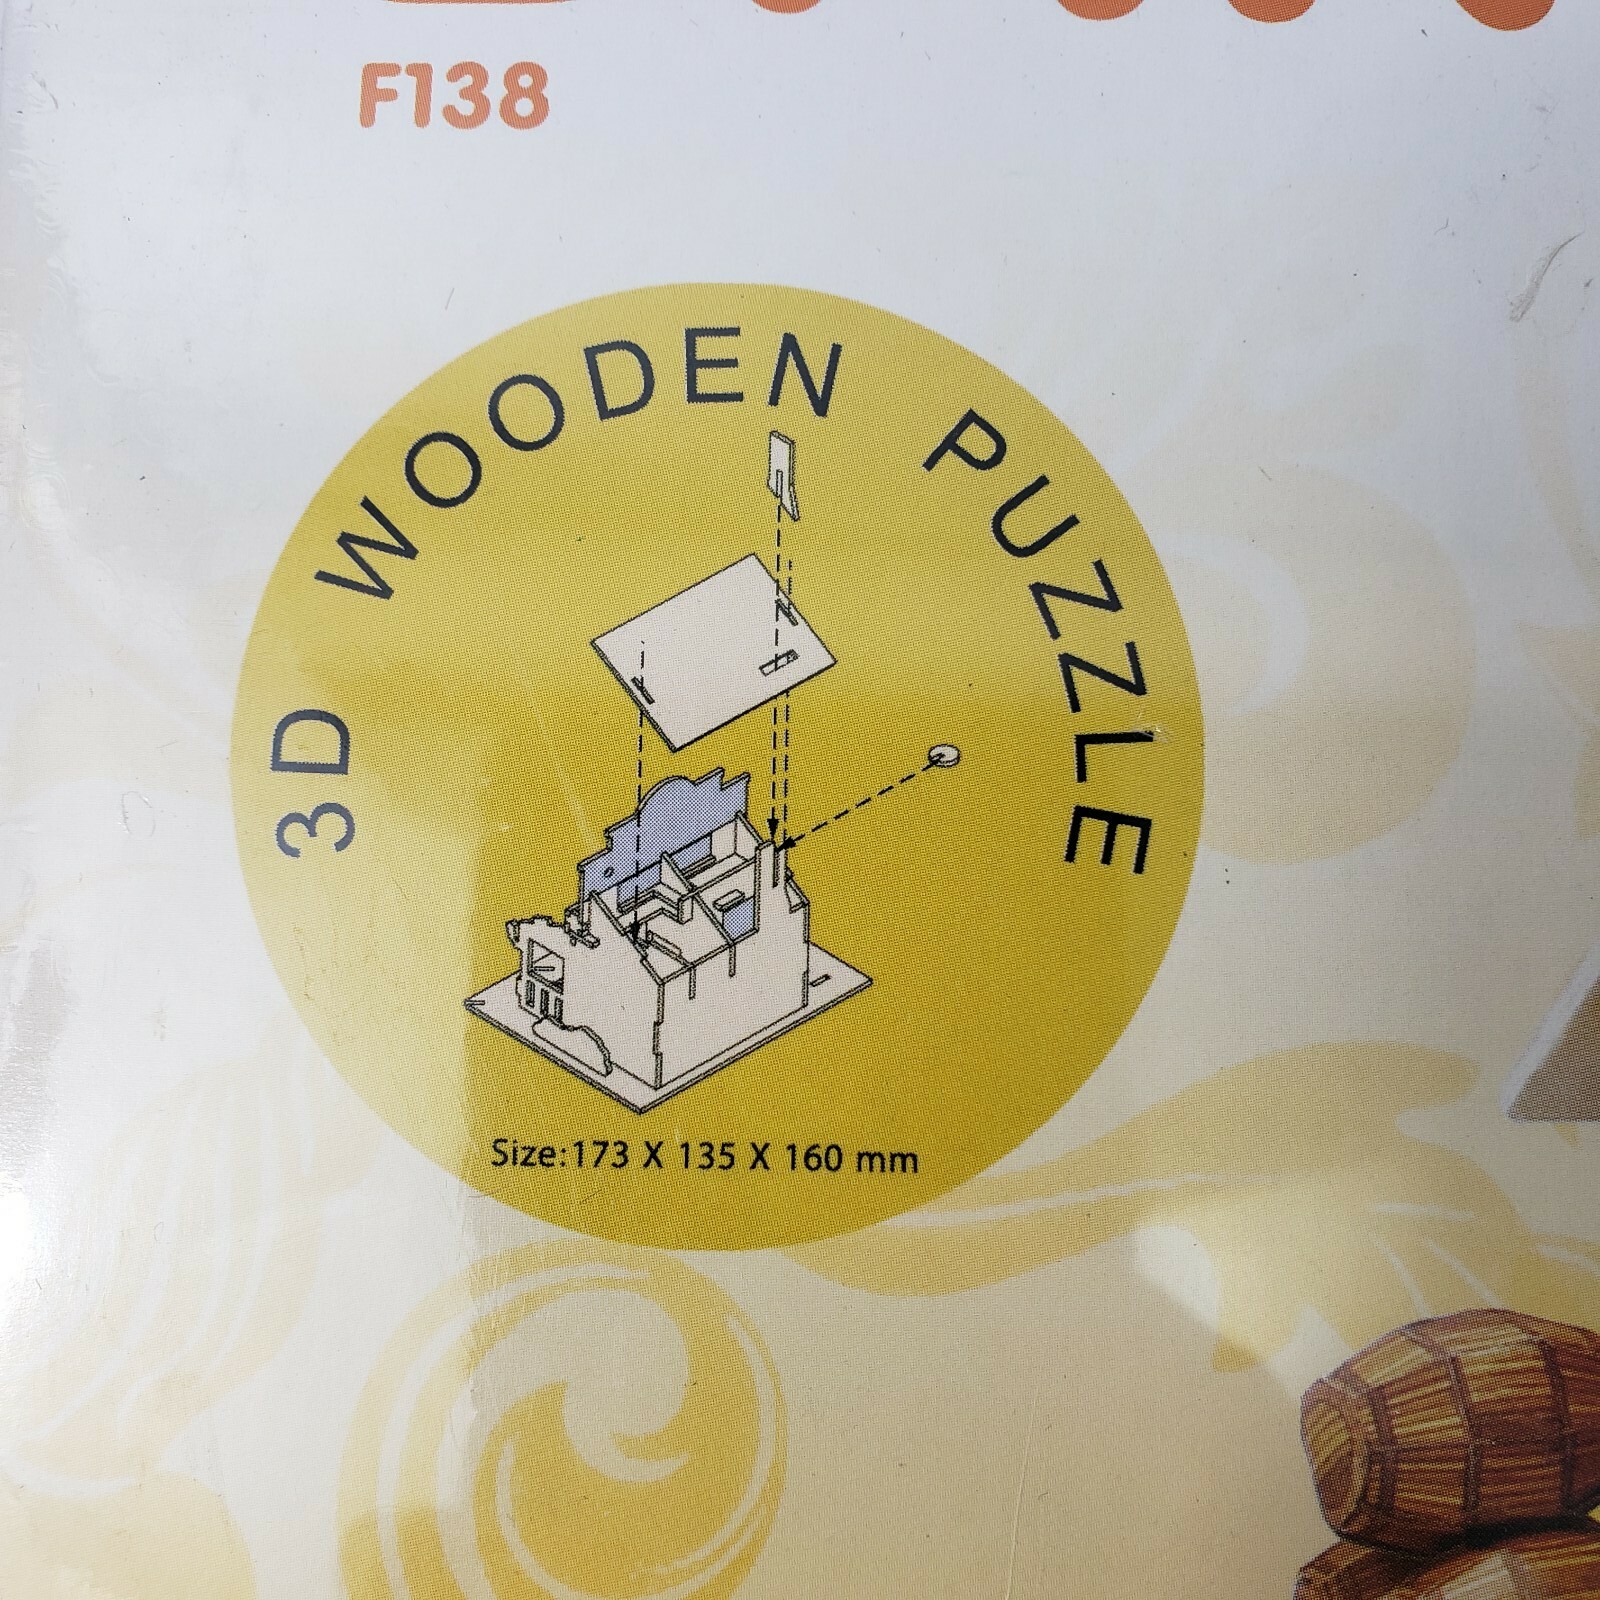 F138
3D WOODEN PUZZLE
Size:173 X 135 X 160 mm